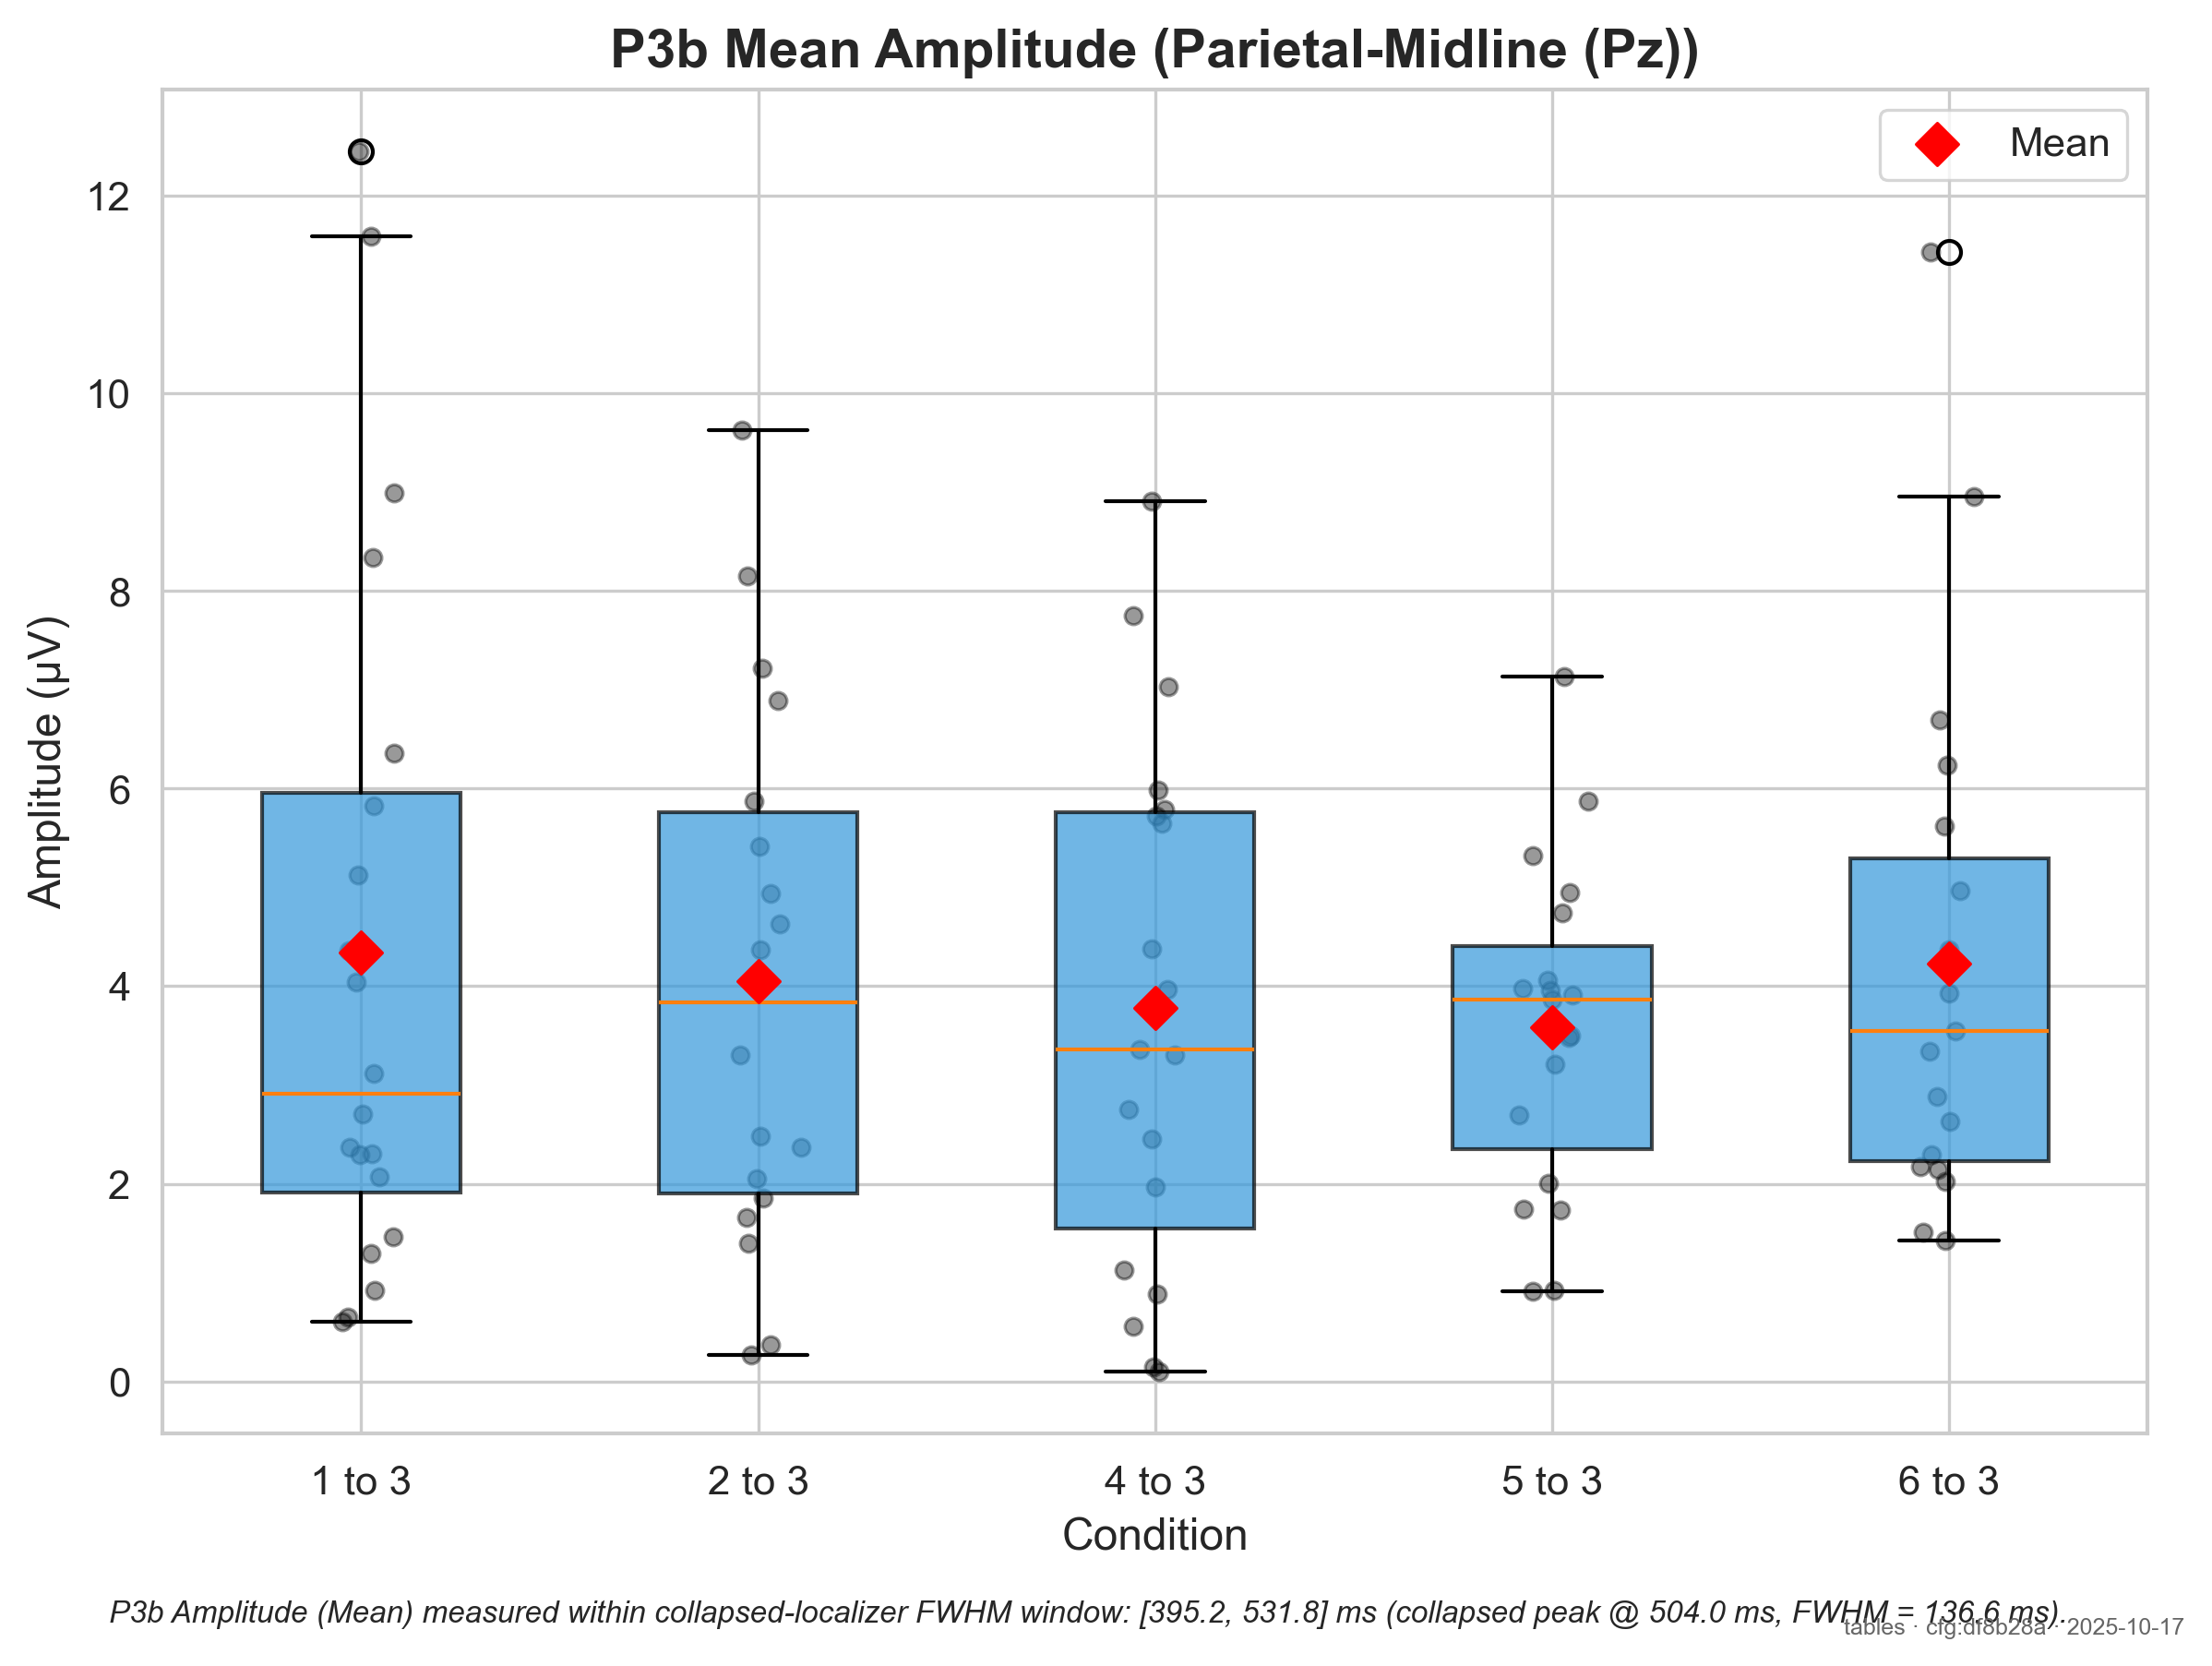 P3b Mean Amplitude (Parietal-Midline (Pz))
Mean
Amplitude (µV)
12
10
8
6
4
2
0
1 to 3
2 to 3
4 to 3
5 to 3
6 to 3
Condition
P3b Amplitude (Mean) measured within collapsed-localizer FWHM window: [395.2, 531.8] ms (collapsed peak @ 504.0 ms, FWHM = 136.6 ms).
tables · cfg:df8b28a · 2025-10-17